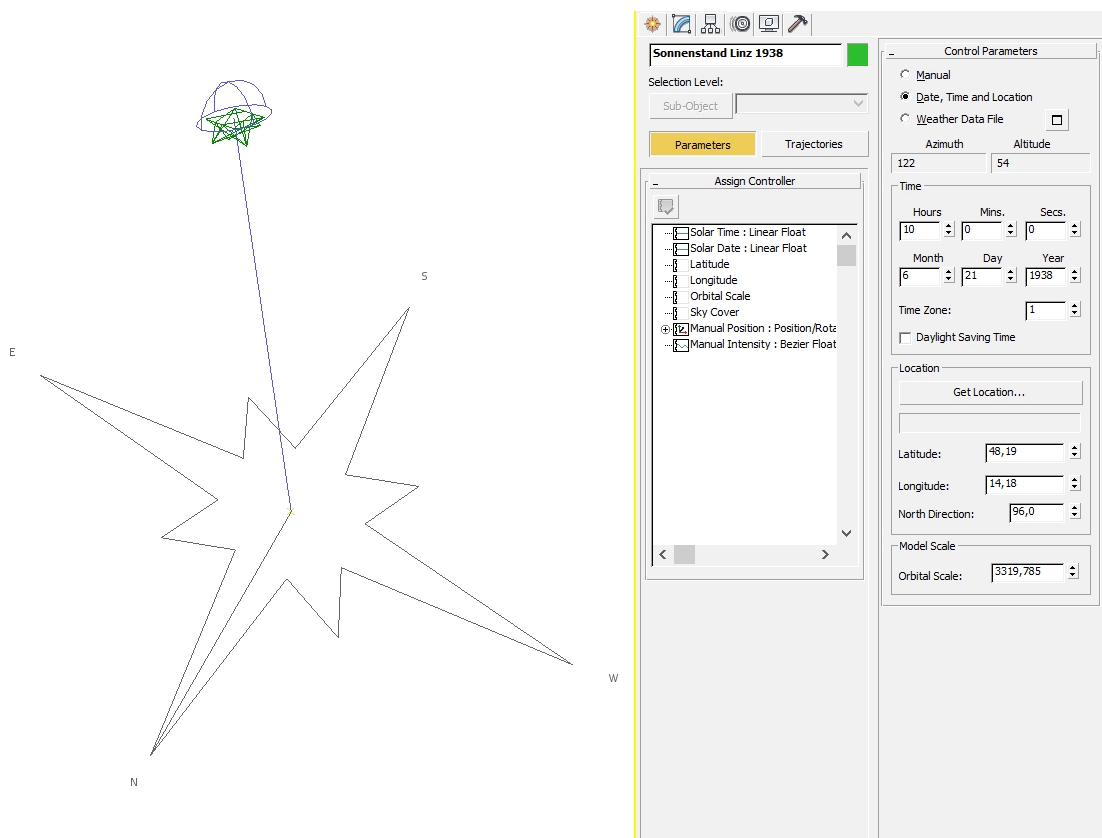 S
E
W
N
Sonnenstand Linz 1938
Selection Level:
Sub-Object
Parameters
Trajectories
Assign Controller
Solar Time : Linear Float
Solar Date : Linear Float
Latitude
Longitude
Orbital Scale
Sky Cover
Manual Position : Position/Rota
Manual Intensity : Bezier Float
Control Parameters
Manual
Date, Time and Location
Weather Data File
Azimuth Altitude
122 54
Time
Hours Mins. Secs.
10 0 0
Month Day Year
6 21 1938
Time Zone: 1
Daylight Saving Time
Location
Get Location...
Latitude: 48,19
Longitude: 14,18
North Direction: 96,0
Model Scale
Orbital Scale: 3319,785